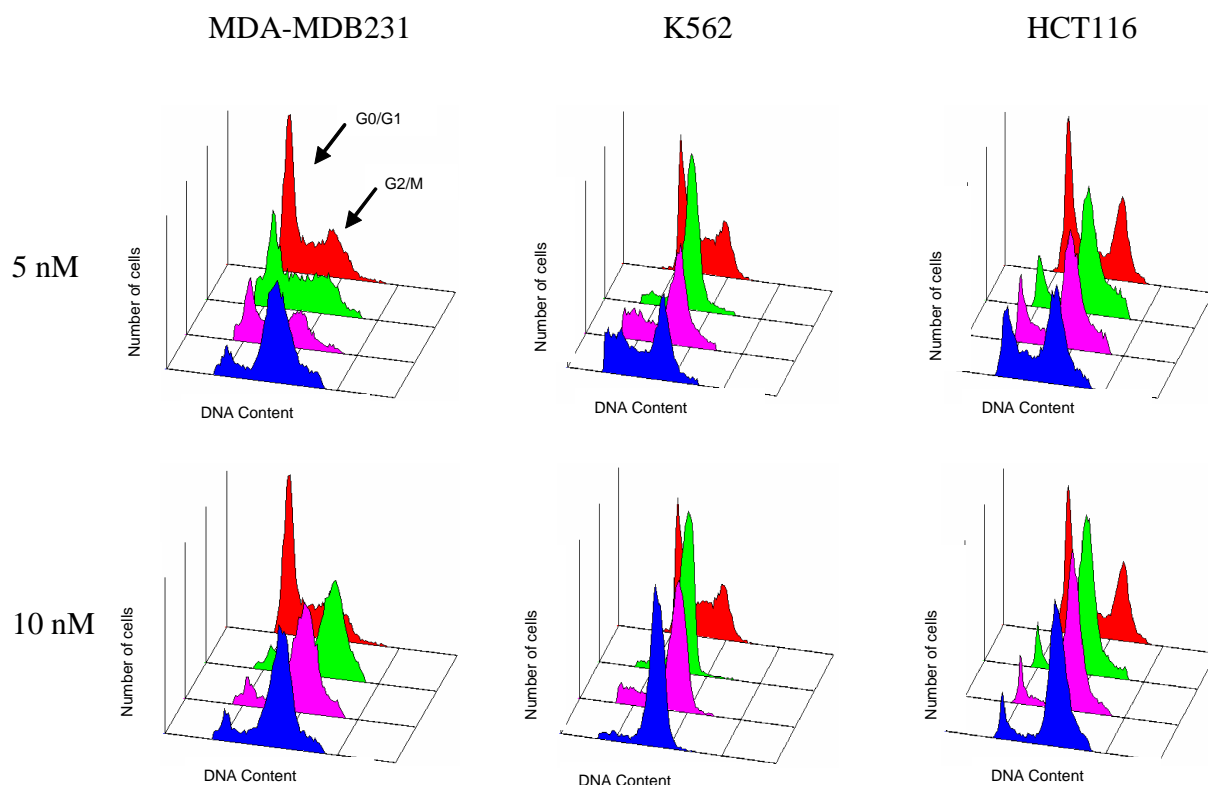 MDA-MDB231 K562 HCT116
5 nM
G0/G1
G2/M
Number of cells
DNA Content
Number of cells
DNA Content
Number of cells
DNA Content
10 nM
Number of cells
DNA Content
Number of cells
DNA Content
Number of cells
DNA Content